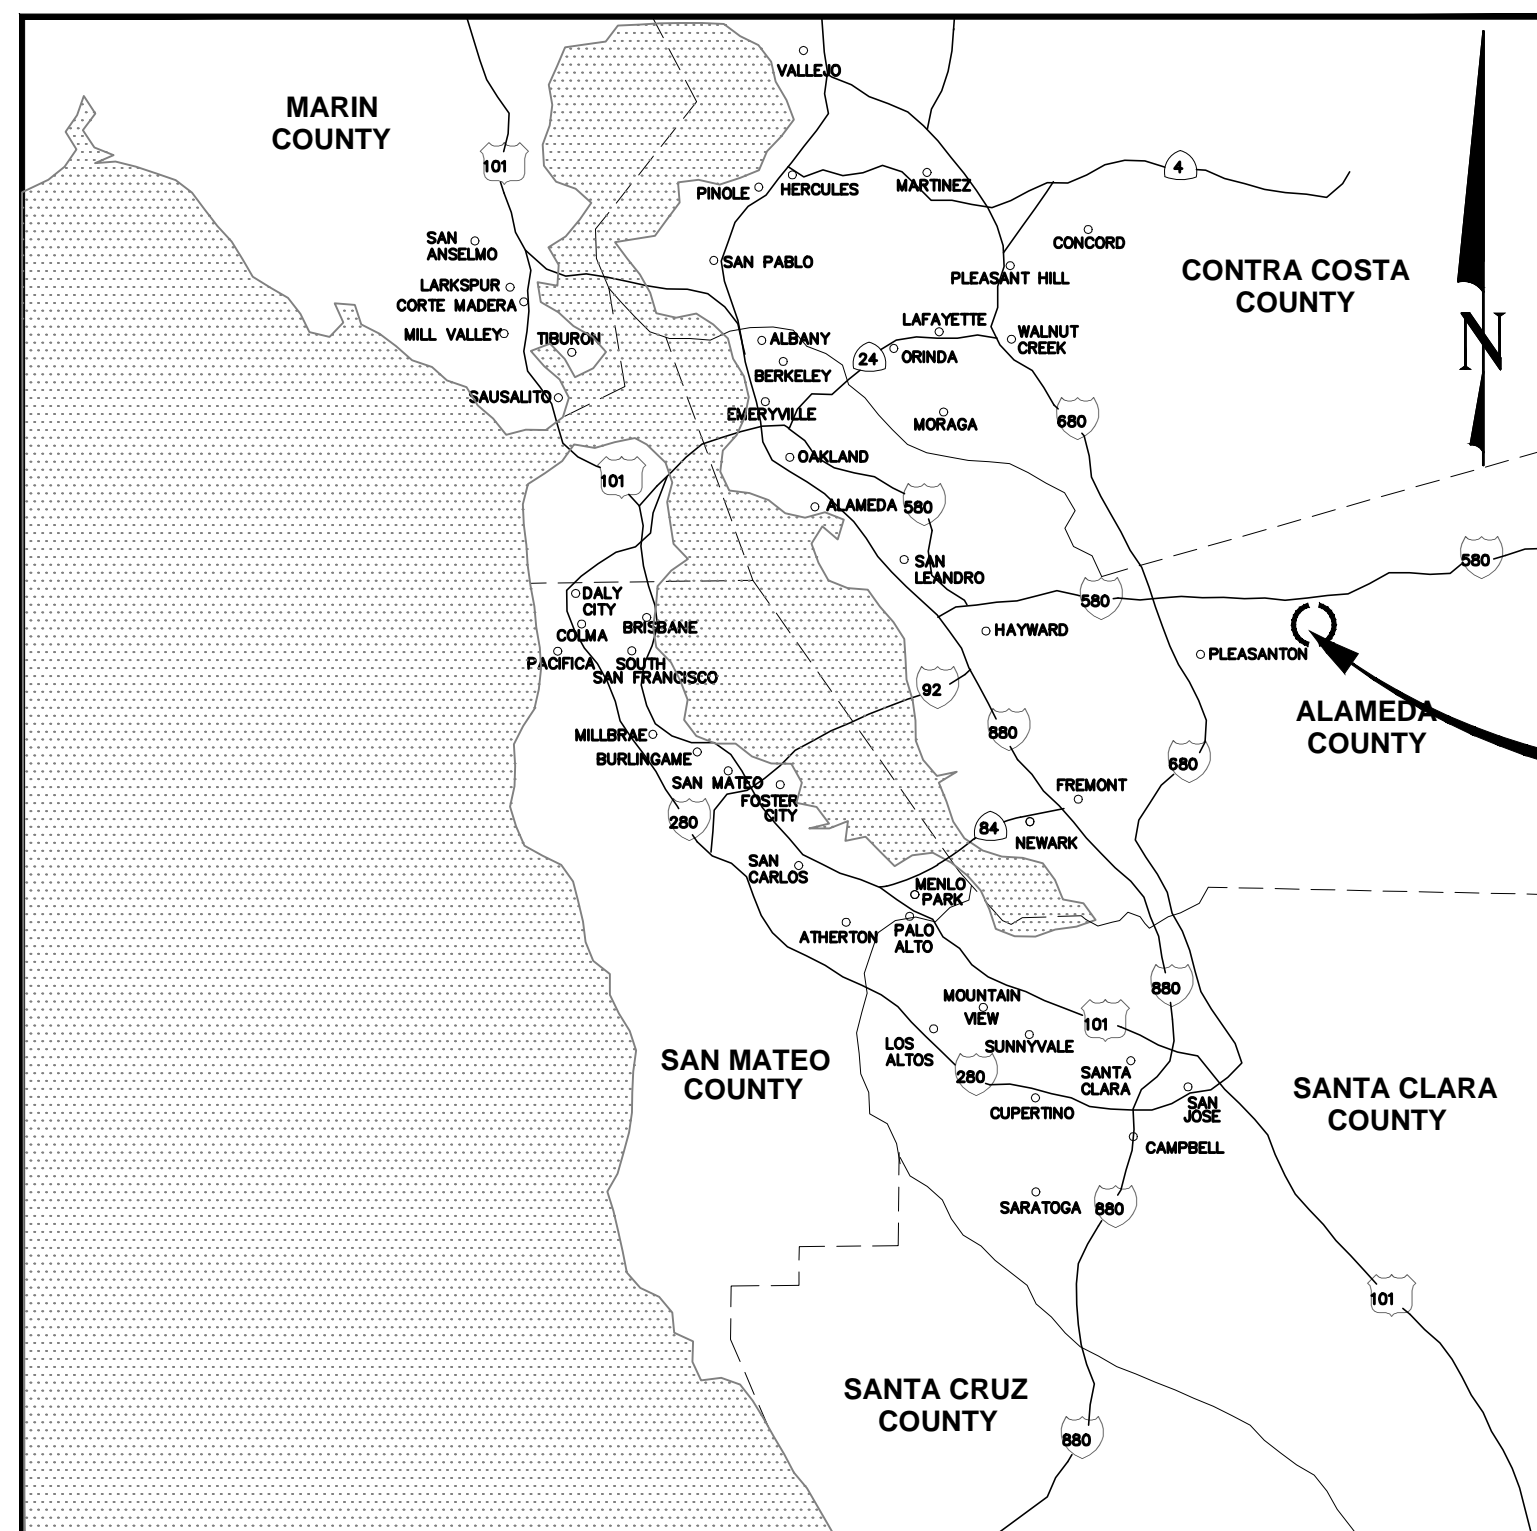 VALLEJO
MARIN
COUNTY
101
4
PINOLE
HERCULES
MARTINEZ
SAN
ANSELMO
CONCORD
SAN PABLO
PLEASANT HILL
CONTRA COSTA
COUNTY
LARKSPUR
CORTE MADERA
MILL VALLEY
TIBURON
ALBANY
LAFAYETTE
WALNUT
CREEK
24
ORINDA
BERKELEY
N
SAUSALITO
EMERYVILLE
MORAGA
680
OAKLAND
101
ALAMEDA
580
SAN
LEANDRO
580
580
DALY
CITY
COLMA
BRISBANE
HAYWARD
PACIFICA
SOUTH
SAN FRANCISCO
PLEASANTON
92
ALAMEDA
COUNTY
880
MILLBRAE
BURLINGAME
680
SAN MATEO
FOSTER
CITY
FREMONT
280
84
NEWARK
SAN
CARLOS
MENLO
PARK
ATHERTON
PALO
ALTO
880
MOUNTAIN
VIEW
101
LOS
ALTOS
SUNNYVALE
SAN MATEO
COUNTY
280
SANTA
CLARA
SANTA CLARA
COUNTY
CUPERTINO
SAN
JOSE
CAMPBELL
SARATOGA
880
101
SANTA CRUZ
COUNTY
880